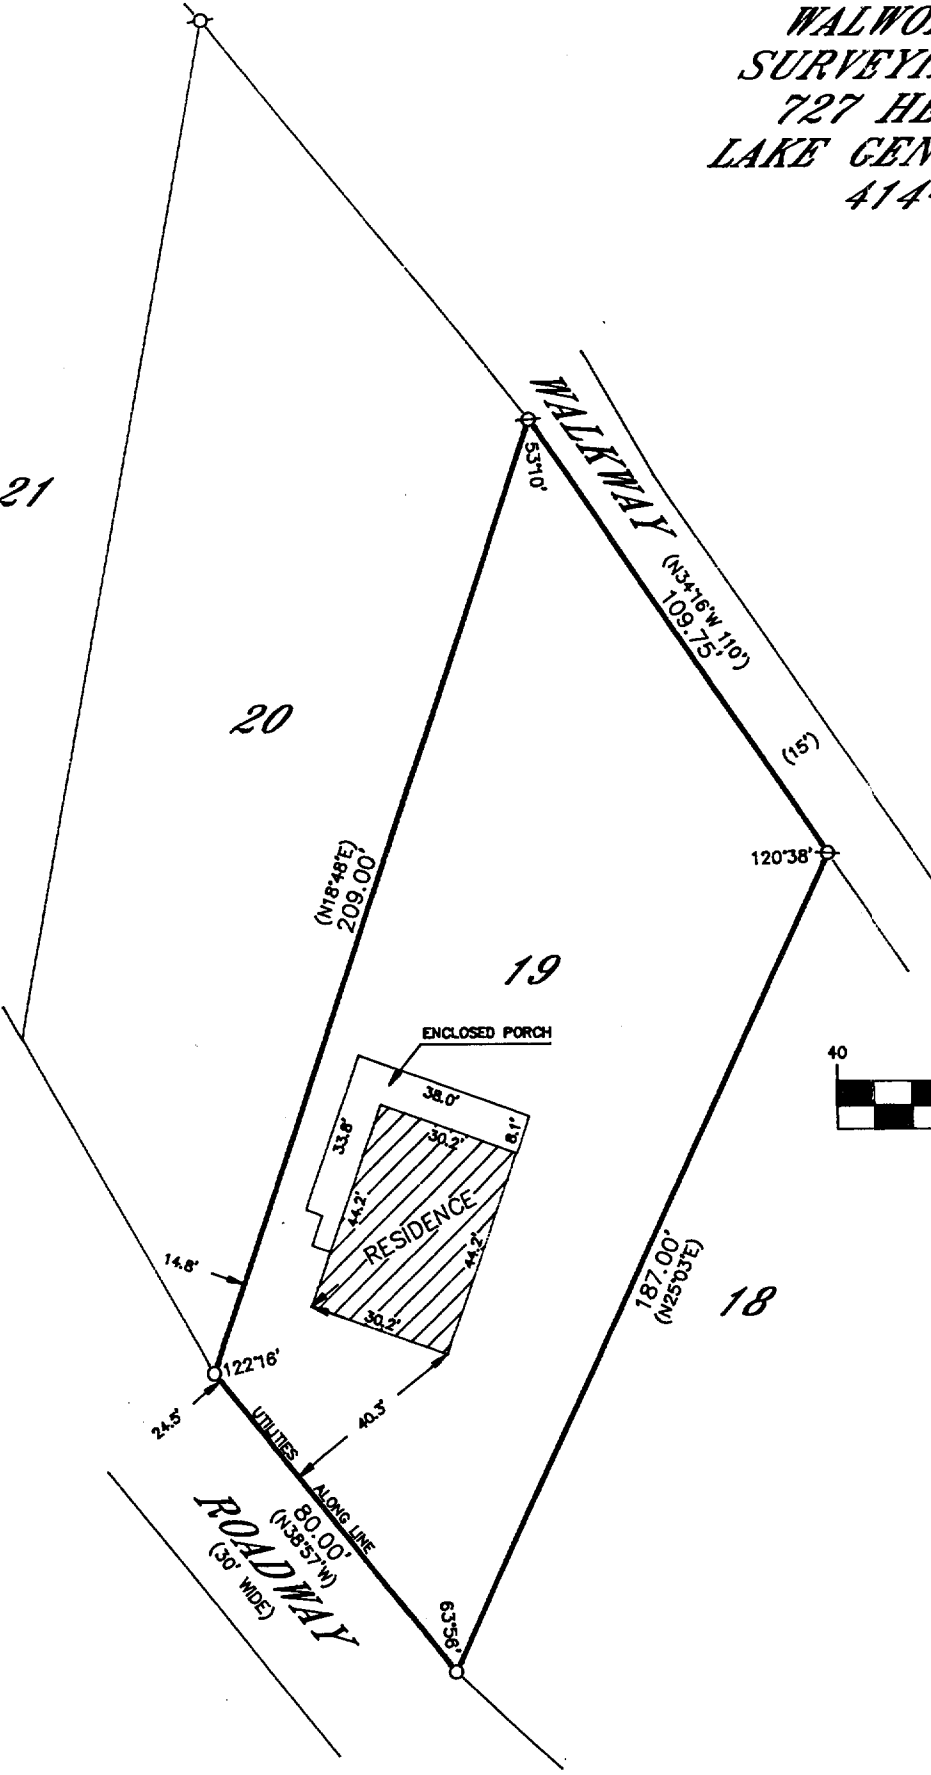 WALWO
SURVEYI
727 HE
LAKE GEN
414-
21
WALKWAY
53°10'
(N34°16'W 110')
109.75'
(15')
20
120°38'
(N18°48'E)
209.00'
19
ENCLOSED PORCH
40
38.0'
33.8'
30.2'
8.1'
44.2'
RESIDENCE
44.2'
187.00'
(N25°03'E)
18
14.8'
30.2'
122°16'
24.5'
40.3'
UTILITIES ALONG LINE
80.00'
(N38°57'W)
ROADWAY
(30' WIDE)
63°56'